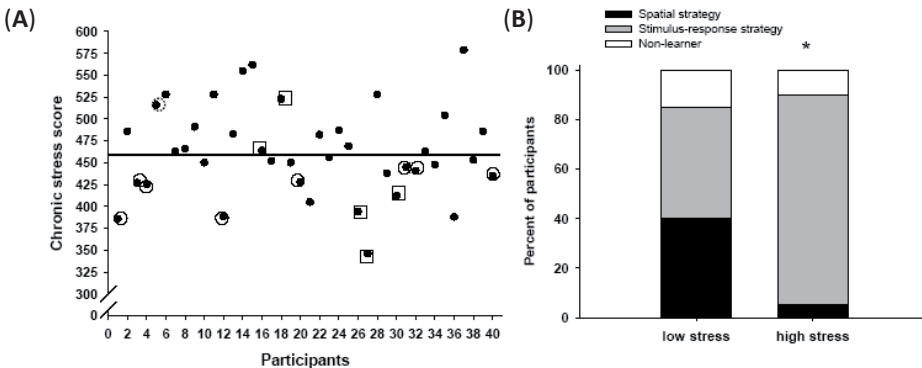 (A)
600
575
550
525
500
475
450
425
400
375
350
325
300
0
Chronic stress score
0 2 4 6 8 10 12 14 16 18 20 22 24 26 28 30 32 34 36 38 40
Participants
(B)
Spatial strategy
Stimulus-response strategy
Non-learner
*
100
80
60
40
20
0
Percent of participants
low stress high stress